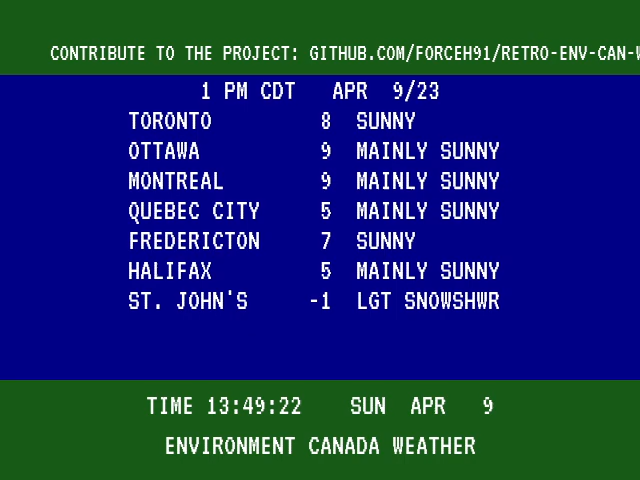 CONTRIBUTE TO THE PROJECT: GITHUB.COM/FORCEH91/RETRO-ENV-CAN-
1 PM CDT APR 9/23
TORONTO 8 SUNNY
OTTAWA 9 MAINLY SUNNY
MONTREAL 9 MAINLY SUNNY
QUEBEC CITY 5 MAINLY SUNNY
FREDERICTON 7 SUNNY
HALIFAX 5 MAINLY SUNNY
ST. JOHN'S -1 LGT SNOWSHWR
TIME 13:49:22 SUN APR 9
ENVIRONMENT CANADA WEATHER